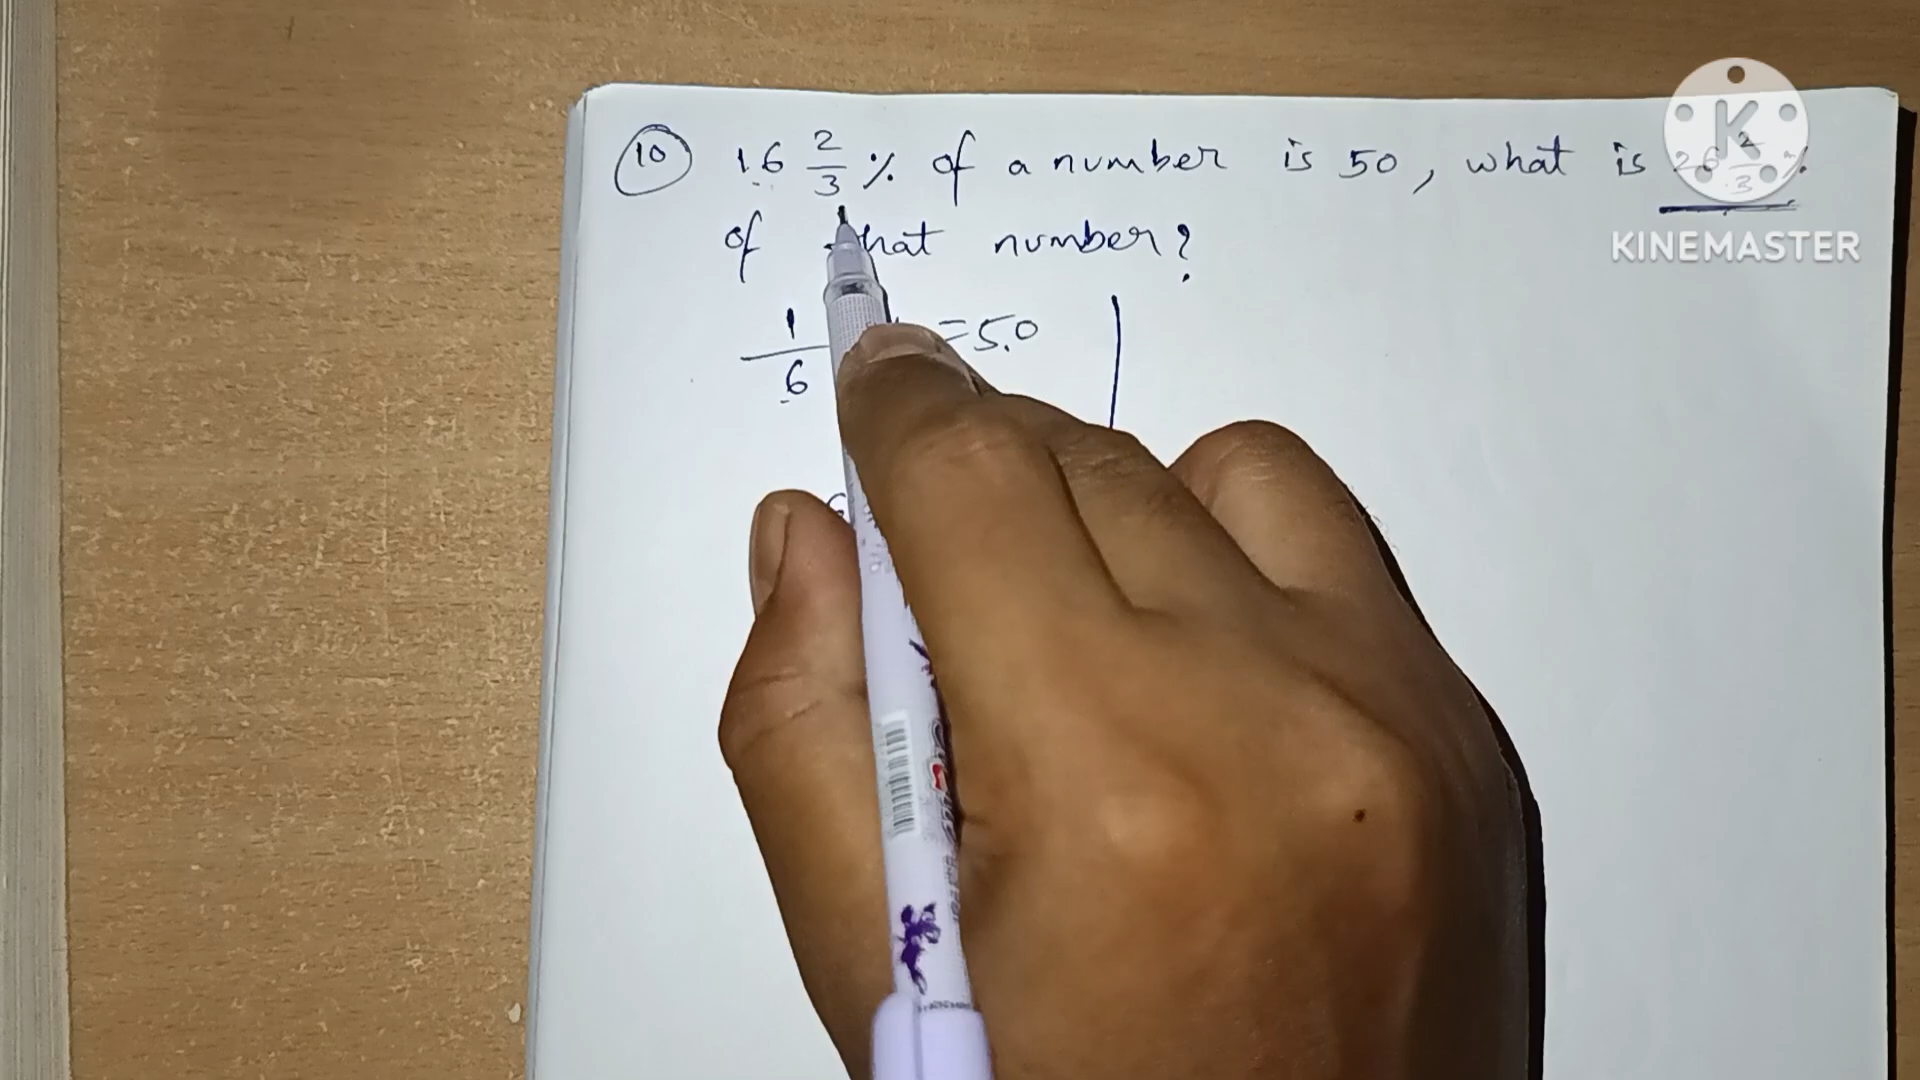 10 16 2/3 % of a number is 50, what is 26 2/3 %
of that number?
1/6 = 50
KINEMASTER